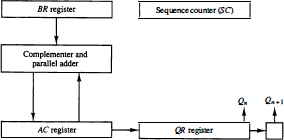 BR register
Sequence counter (SC)
Complementer and
parallel adder
Qn
Qn+1
AC register
QR register